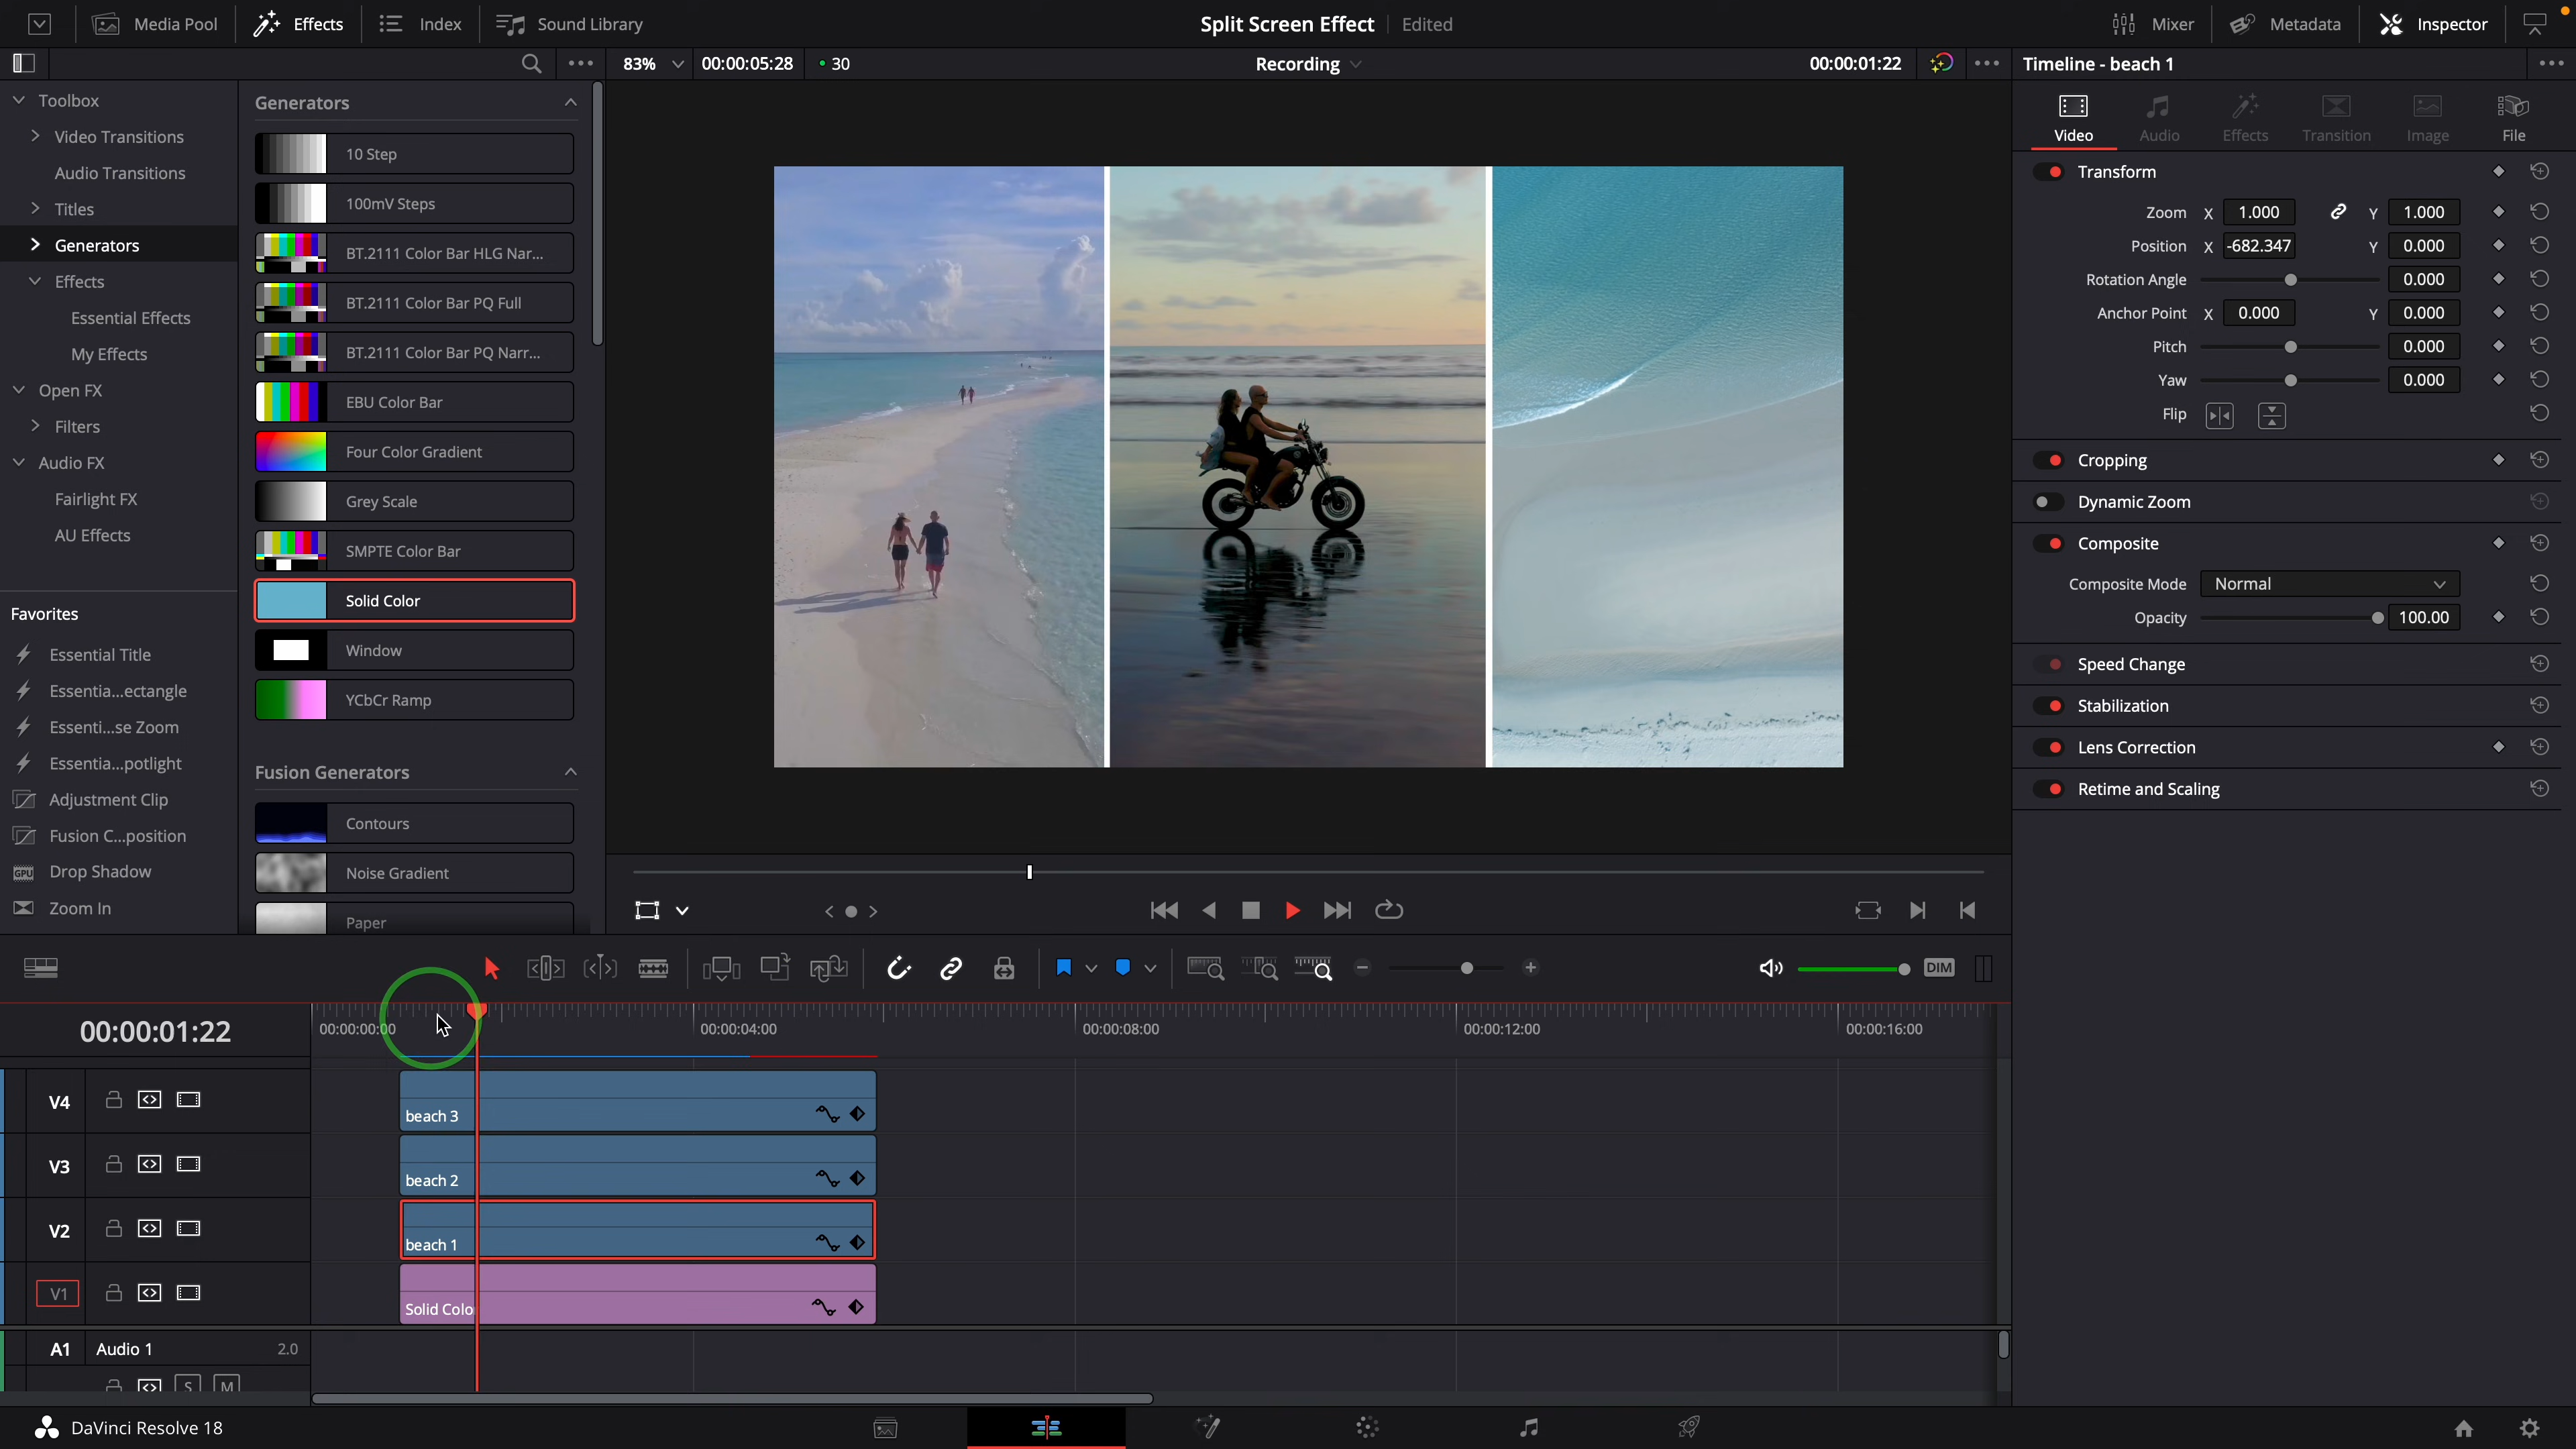 Media Pool
Effects
Index
Sound Library
Split Screen Effect
Edited
Mixer
Metadata
Inspector
83%
00:00:05:28
30
Recording
00:00:01:22
Timeline - beach 1
Toolbox
Video Transitions
Audio Transitions
Titles
Generators
Effects
Essential Effects
My Effects
Open FX
Filters
Audio FX
Fairlight FX
AU Effects
Favorites
Essential Title
Essentia...ectangle
Essenti...se Zoom
Essentia...potlight
Adjustment Clip
Fusion C...position
GPU Drop Shadow
Zoom In
Generators
10 Step
100mV Steps
BT.2111 Color Bar HLG Nar...
BT.2111 Color Bar PQ Full
BT.2111 Color Bar PQ Narr...
EBU Color Bar
Four Color Gradient
Grey Scale
SMPTE Color Bar
Solid Color
Window
YCbCr Ramp
Fusion Generators
Contours
Noise Gradient
Paper
Video
Audio
Effects
Transition
Image
File
Transform
Zoom X 1.000 Y 1.000
Position X -682.347 Y 0.000
Rotation Angle 0.000
Anchor Point X 0.000 Y 0.000
Pitch 0.000
Yaw 0.000
Flip
Cropping
Dynamic Zoom
Composite
Composite Mode Normal
Opacity 100.00
Speed Change
Stabilization
Lens Correction
Retime and Scaling
DIM
00:00:01:22
00:00:00:00
00:00:04:00
00:00:08:00
00:00:12:00
00:00:16:00
V4
beach 3
V3
beach 2
V2
beach 1
V1
Solid Colo
A1 Audio 1 2.0
S M
DaVinci Resolve 18